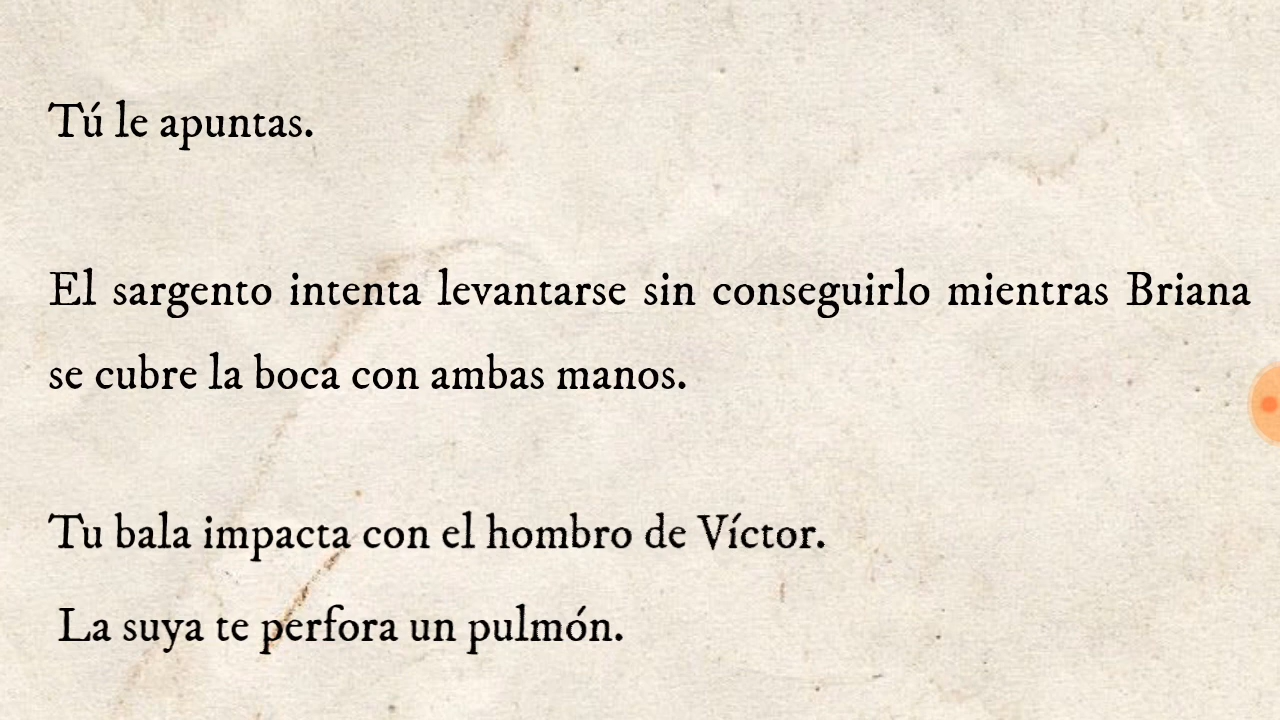 Tú le apuntas.
El sargento intenta levantarse sin conseguirlo mientras Briana
se cubre la boca con ambas manos.
Tu bala impacta con el hombro de Víctor.
La suya te perfora un pulmón.